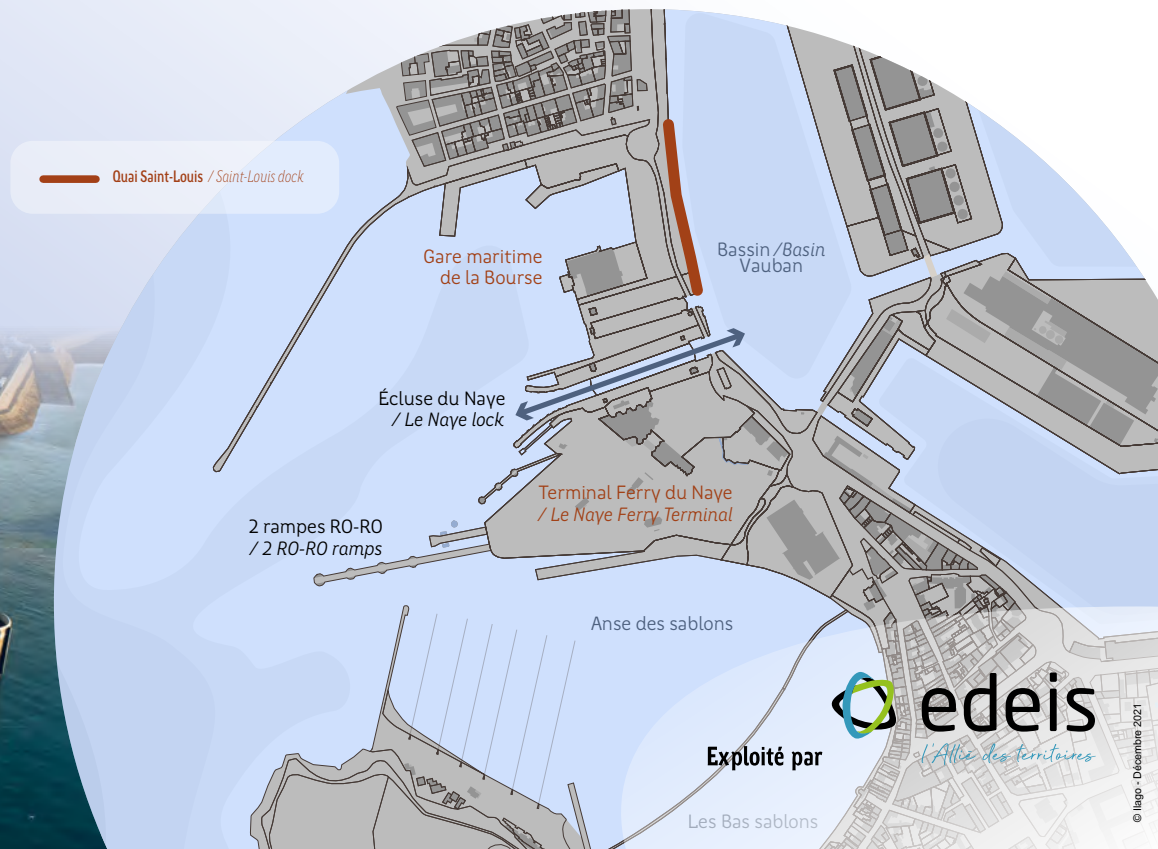 Quai Saint-Louis / Saint-Louis dock
Gare maritime
de la Bourse
Bassin /Basin
Vauban
Écluse du Naye
/ Le Naye lock
Terminal Ferry du Naye
/ Le Naye Ferry Terminal
2 rampes RO-RO
/ 2 RO-RO ramps
Anse des sablons
Exploité par
edeis
l'Allié des territoires
Les Bas sablons
© Ilago - Décembre 2021